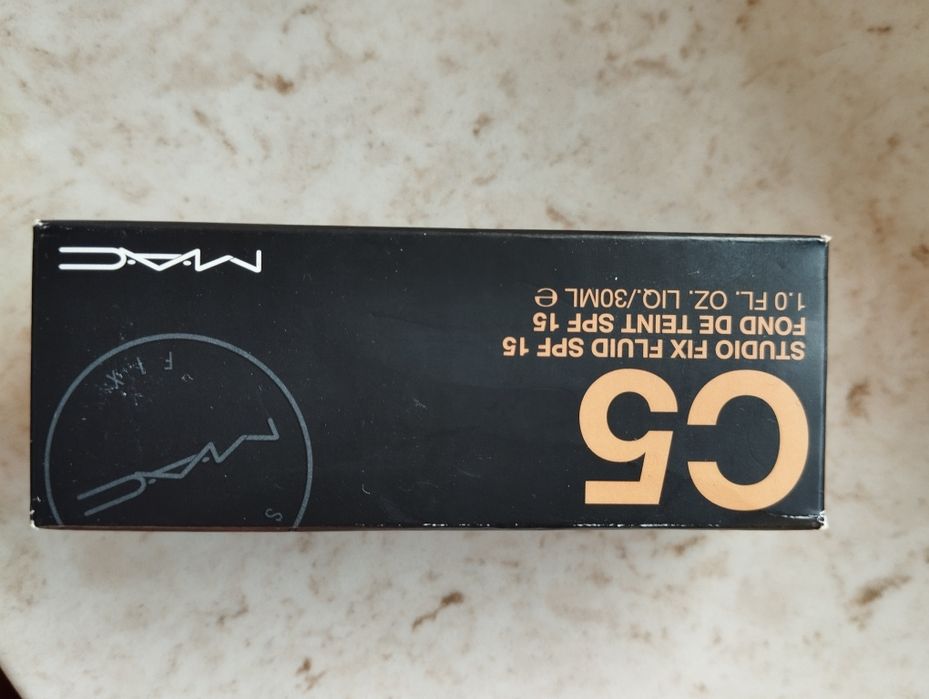 C5
STUDIO FIX FLUID SPF 15
FOND DE TEINT SPF 15
1.0 FL. OZ. LIQ./30ML ℮
M·A·C
S
F I X
M·A·C